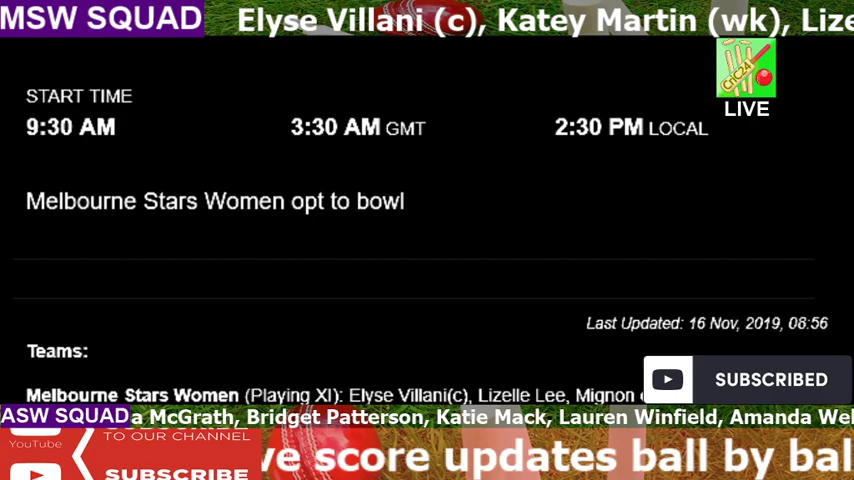 MSW SQUAD
Elyse Villani (c), Katey Martin (wk), Lize
CriC24
LIVE
START TIME
9:30 AM
3:30 AM GMT
2:30 PM LOCAL
Melbourne Stars Women opt to bowl
Last Updated: 16 Nov, 2019, 08:56
Teams:
SUBSCRIBED
Melbourne Stars Women (Playing XI): Elyse Villani(c), Lizelle Lee, Mignon
ASW SQUAD
a McGrath, Bridget Patterson, Katie Mack, Lauren Winfield, Amanda Wel
YouTube
TO OUR CHANNEL
SUBSCRIBE
ve score updates ball by bal